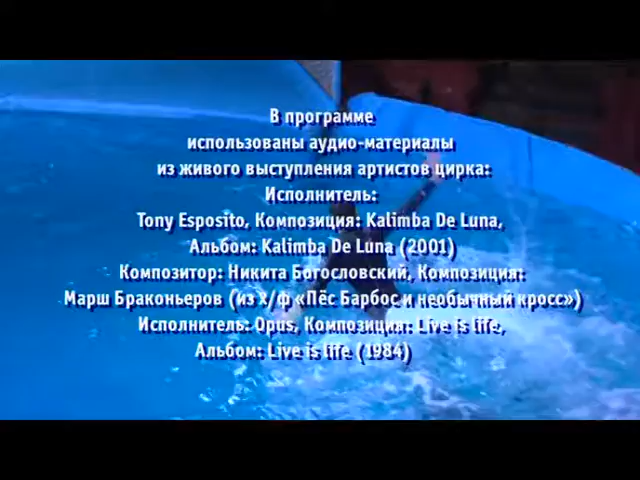 В программе
использованы аудио-материалы
из живого выступления артистов цирка:
Исполнитель:
Tony Esposito, Композиция: Kalimba De Luna,
Альбом: Kalimba De Luna (2001)
Композитор: Никита Богословский, Композиция:
Марш Браконьеров (из х/ф «Пёс Барбос и необычный кросс»)
Исполнитель: Opus, Композиция: Live is life,
Альбом: Live is life (1984)